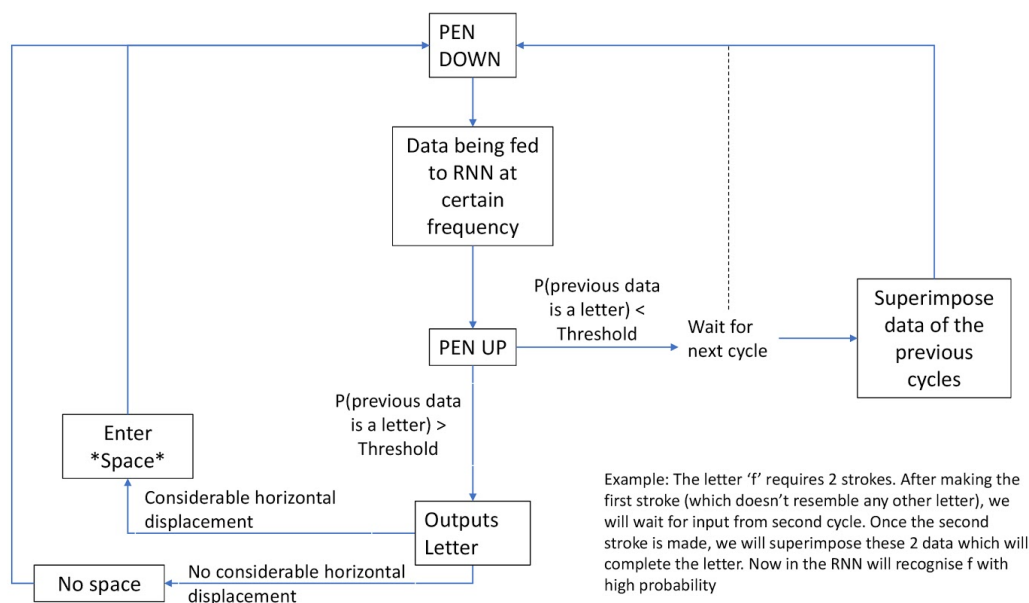 PEN
DOWN
Data being fed
to RNN at
certain
frequency
P(previous data
is a letter) <
Threshold
PEN UP
Wait for
next cycle
Superimpose
data of the
previous
cycles
P(previous data
is a letter) >
Threshold
Enter
*Space*
Considerable horizontal
displacement
Outputs
Letter
No space
No considerable horizontal
displacement
Example: The letter ‘f’ requires 2 strokes. After making the
first stroke (which doesn’t resemble any other letter), we
will wait for input from second cycle. Once the second
stroke is made, we will superimpose these 2 data which will
complete the letter. Now in the RNN will recognise f with
high probability